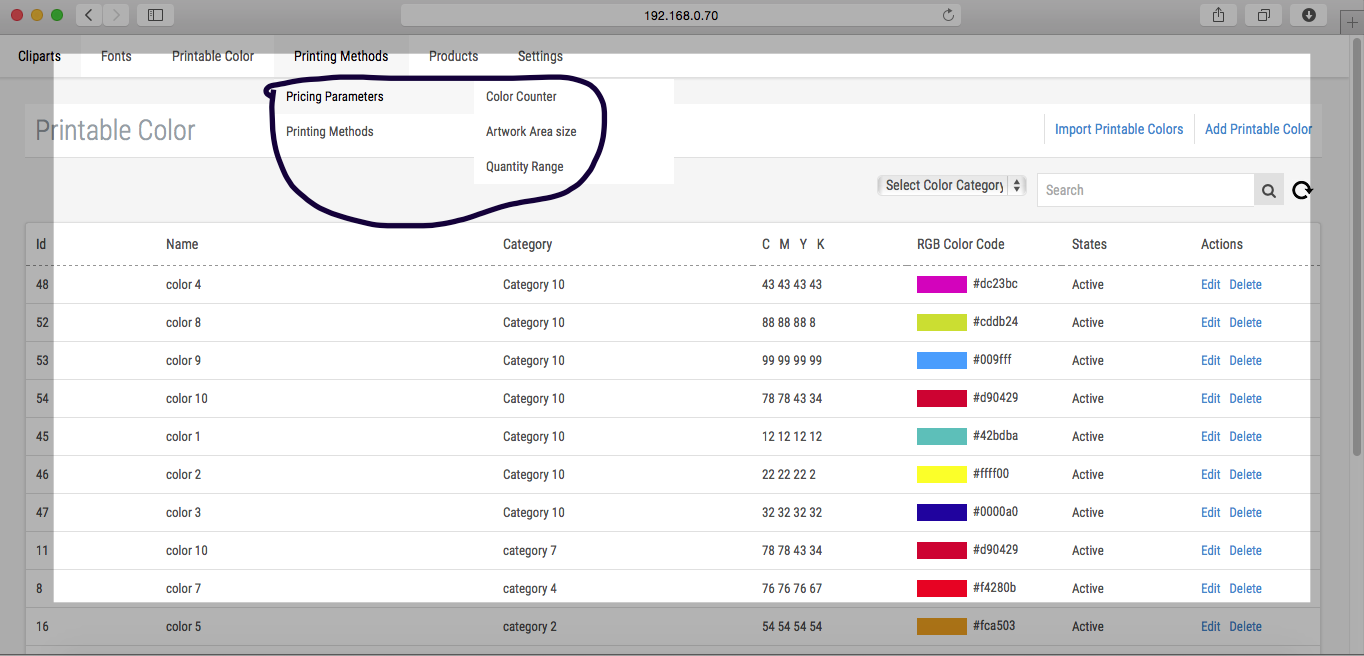 192.168.0.70
Cliparts Fonts Printable Color Printing Methods Products Settings
Pricing Parameters Color Counter
Printing Methods Artwork Area size
Quantity Range
Printable Color Import Printable Colors Add Printable Color
Select Color Category Search
Id Name Category C M Y K RGB Color Code States Actions
48 color 4 Category 10 43 43 43 43 #dc23bc Active Edit Delete
52 color 8 Category 10 88 88 88 8 #cddb24 Active Edit Delete
53 color 9 Category 10 99 99 99 99 #009fff Active Edit Delete
54 color 10 Category 10 78 78 43 34 #d90429 Active Edit Delete
45 color 1 Category 10 12 12 12 12 #42bdba Active Edit Delete
46 color 2 Category 10 22 22 22 2 #ffff00 Active Edit Delete
47 color 3 Category 10 32 32 32 32 #0000a0 Active Edit Delete
11 color 10 category 7 78 78 43 34 #d90429 Active Edit Delete
8 color 7 category 4 76 76 76 67 #f4280b Active Edit Delete
16 color 5 category 2 54 54 54 54 #fca503 Active Edit Delete